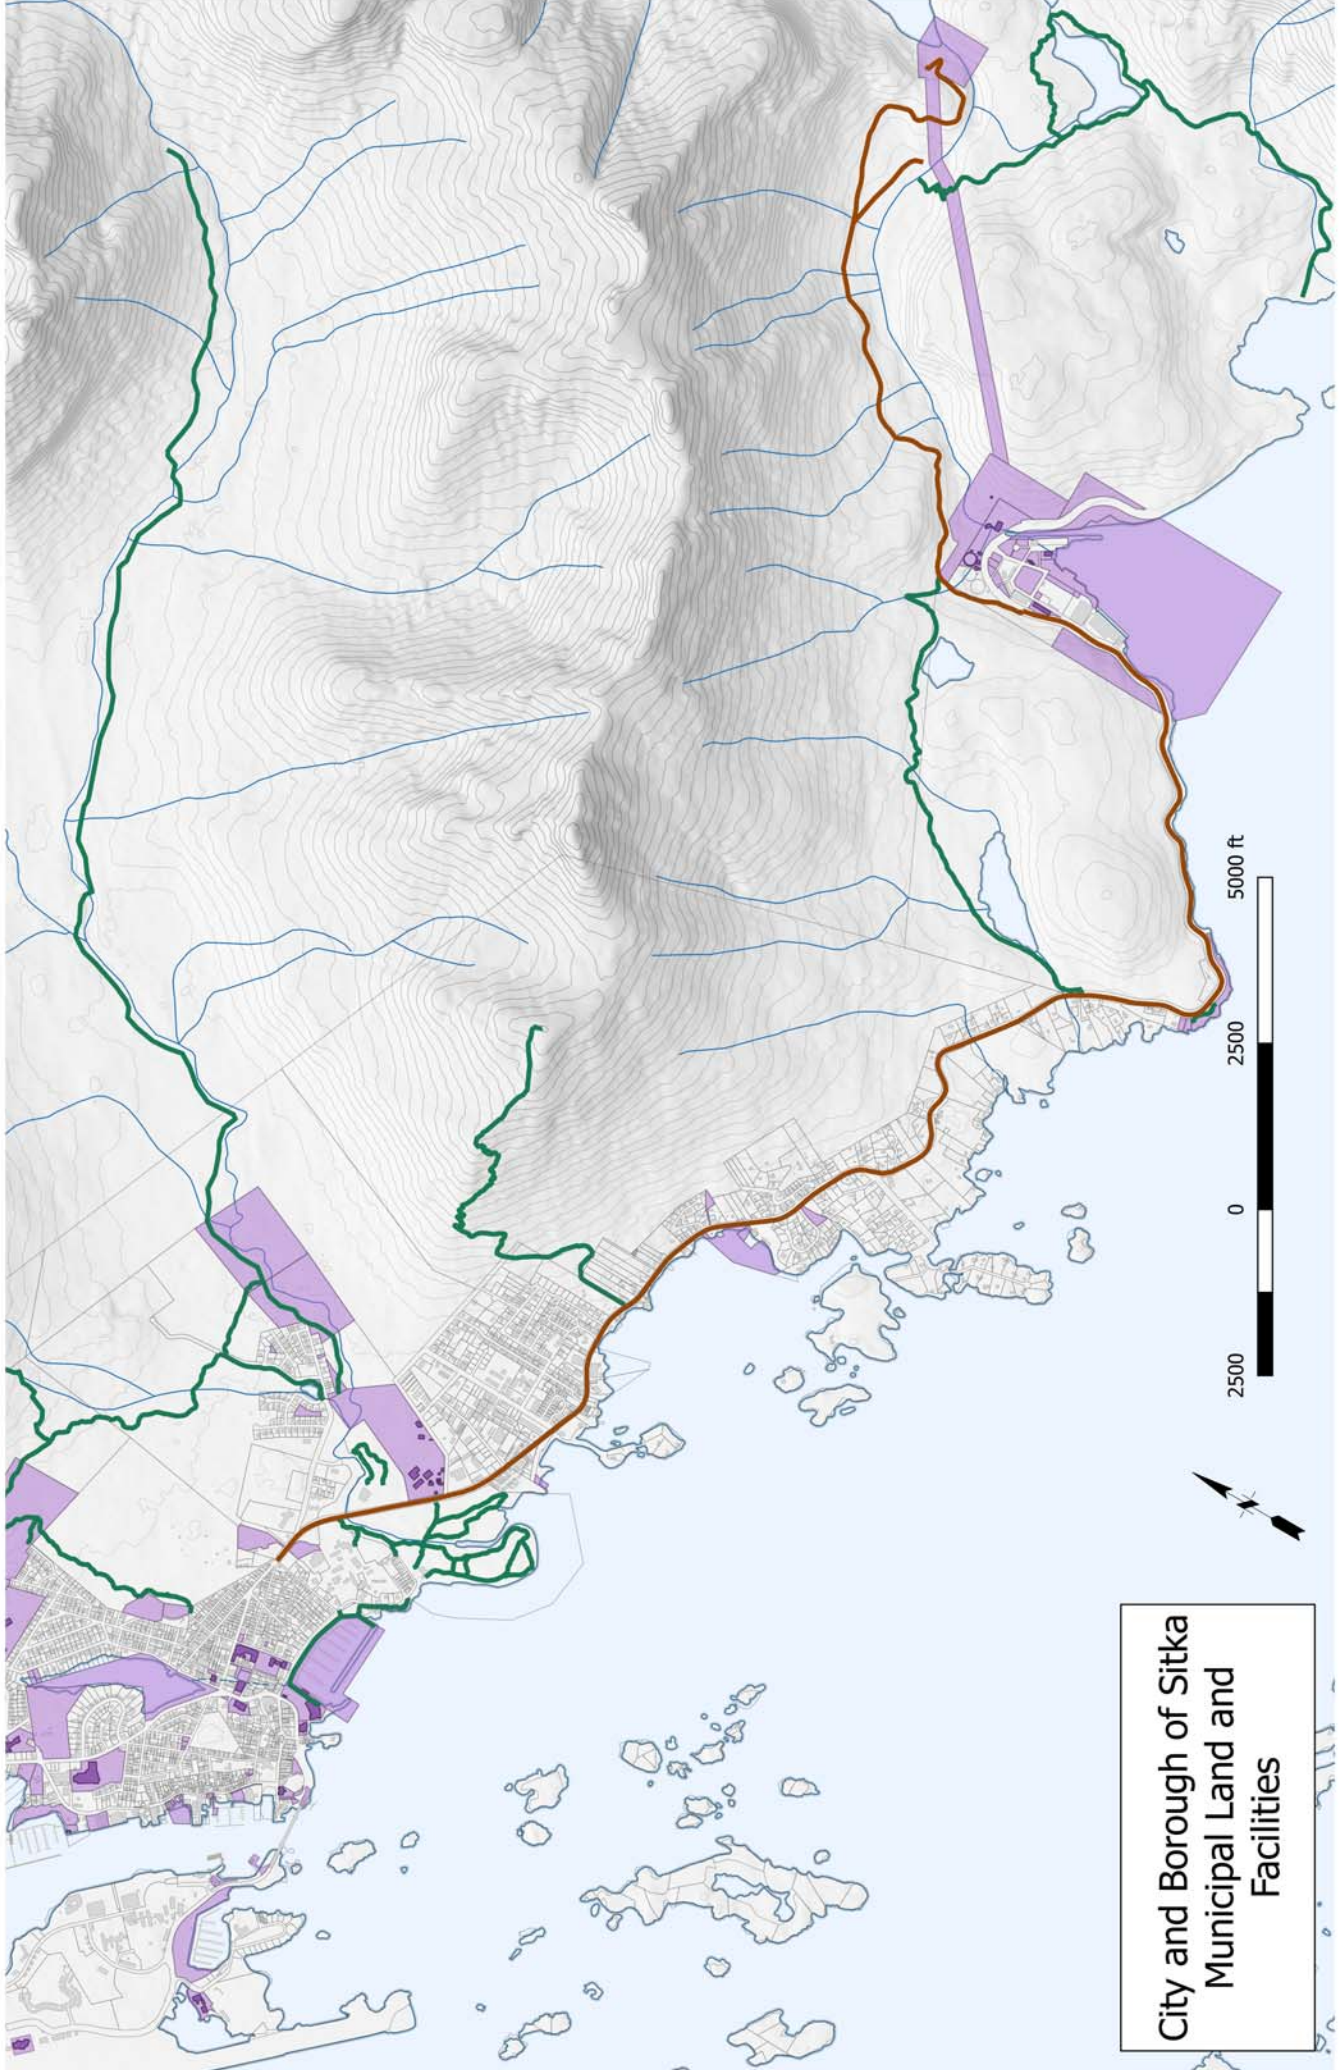 City and Borough of Sitka
Municipal Land and
Facilities
2500
0
2500
5000 ft